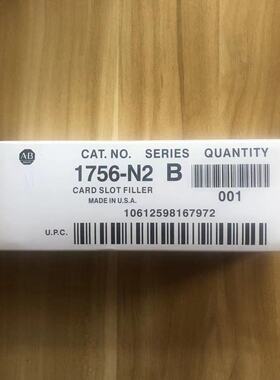 AB
CAT. NO. SERIES QUANTITY
1756-N2 B
001
CARD SLOT FILLER
MADE IN U.S.A.
10612598167972
U.P.C.